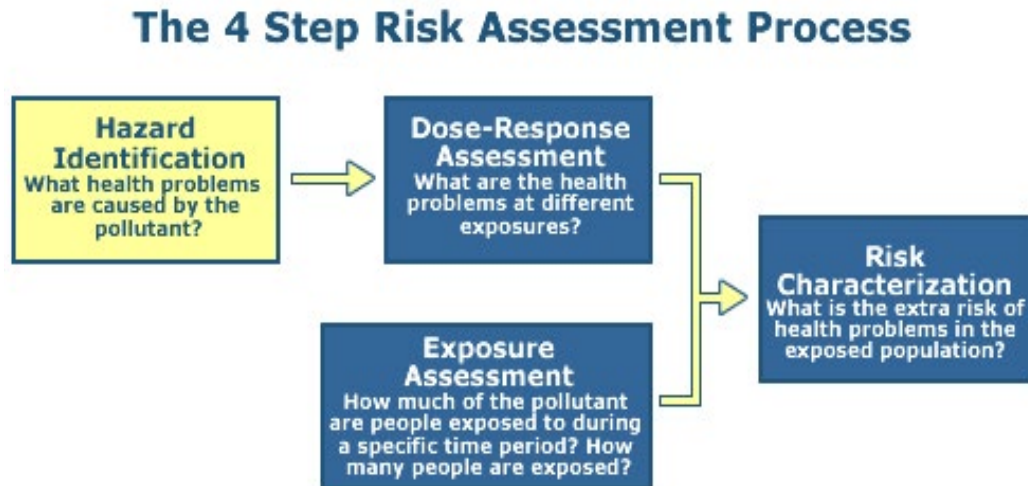 The 4 Step Risk Assessment Process
Hazard
Identification
What health problems
are caused by the
pollutant?
Dose-Response
Assessment
What are the health
problems at different
exposures?
Exposure
Assessment
How much of the pollutant
are people exposed to during
a specific time period? How
many people are exposed?
Risk
Characterization
What is the extra risk of
health problems in the
exposed population?